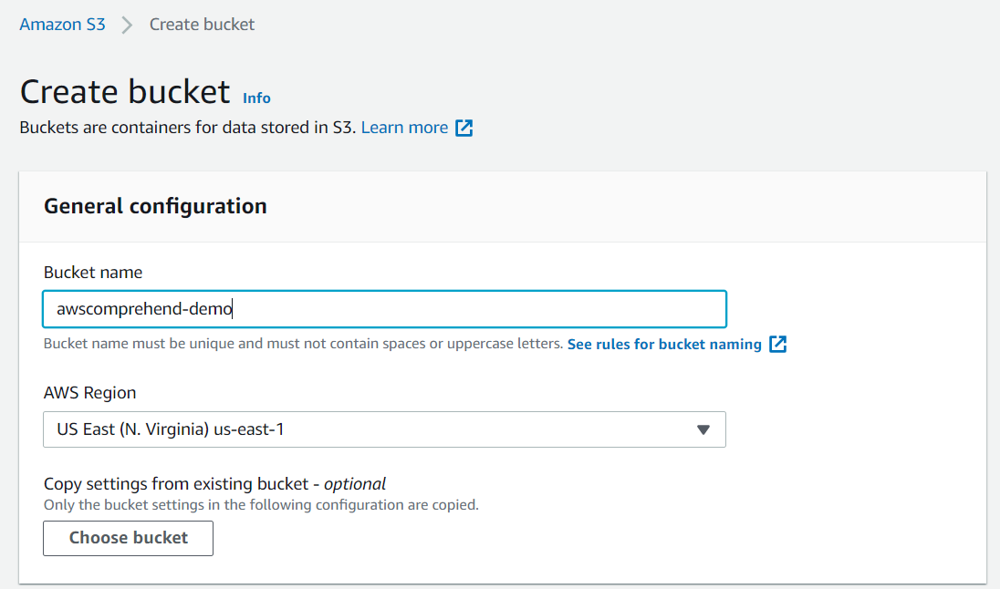 Amazon S3 > Create bucket
Create bucket Info
Buckets are containers for data stored in S3. Learn more
General configuration
Bucket name
awscomprehend-demo
Bucket name must be unique and must not contain spaces or uppercase letters. See rules for bucket naming
AWS Region
US East (N. Virginia) us-east-1
Copy settings from existing bucket - optional
Only the bucket settings in the following configuration are copied.
Choose bucket